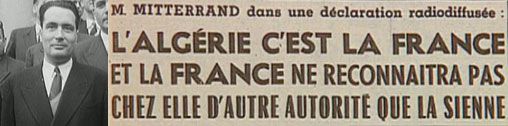 M. MITTERRAND dans une déclaration radiodiffusée :
L'ALGÉRIE C'EST LA FRANCE
ET LA FRANCE NE RECONNAITRA PAS
CHEZ ELLE D'AUTRE AUTORITÉ QUE LA SIENNE